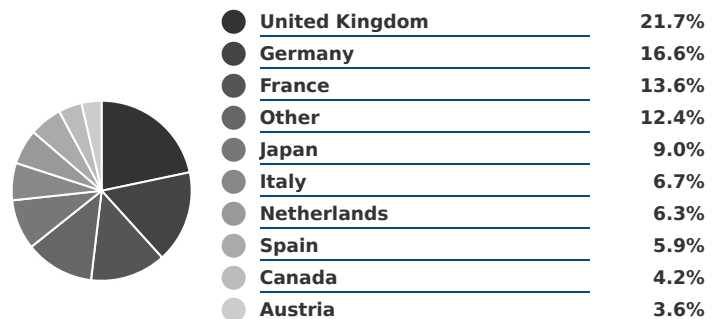 United Kingdom 21.7%
Germany 16.6%
France 13.6%
Other 12.4%
Japan 9.0%
Italy 6.7%
Netherlands 6.3%
Spain 5.9%
Canada 4.2%
Austria 3.6%